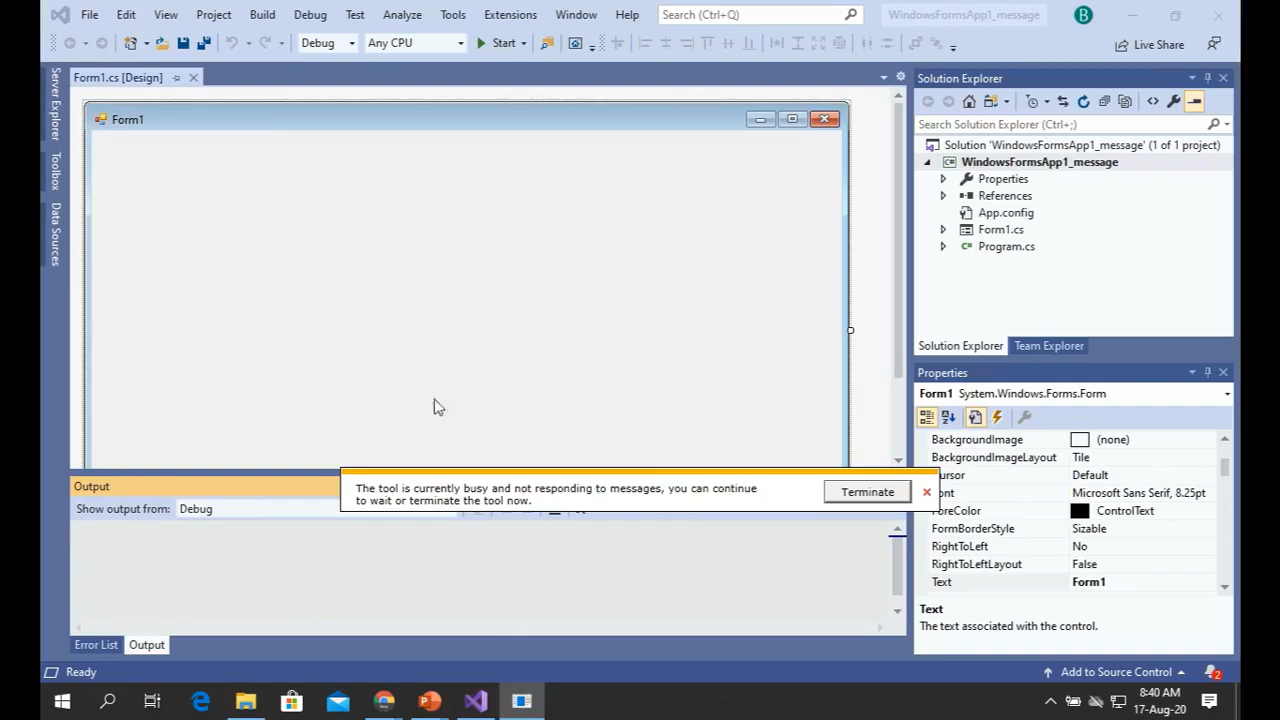 File Edit View Project Build Debug Test Analyze Tools Extensions Window Help Search (Ctrl+Q) WindowsFormsApp1_message B
Debug Any CPU Start Live Share
Form1.cs [Design]
Form1
Server Explorer
Toolbox
Data Sources
Solution Explorer
Search Solution Explorer (Ctrl+;)
Solution 'WindowsFormsApp1_message' (1 of 1 project)
C# WindowsFormsApp1_message
Properties
References
App.config
Form1.cs
Program.cs
Solution Explorer Team Explorer
Properties
Form1 System.Windows.Forms.Form
BackgroundImage (none)
BackgroundImageLayout Tile
ursor Default
ont Microsoft Sans Serif, 8.25pt
ForeColor ControlText
FormBorderStyle Sizable
RightToLeft No
RightToLeftLayout False
Text Form1
Text
The text associated with the control.
Output
Show output from: Debug
The tool is currently busy and not responding to messages, you can continue
to wait or terminate the tool now.
Terminate
Error List Output
Ready
Add to Source Control
2
8:40 AM
17-Aug-20